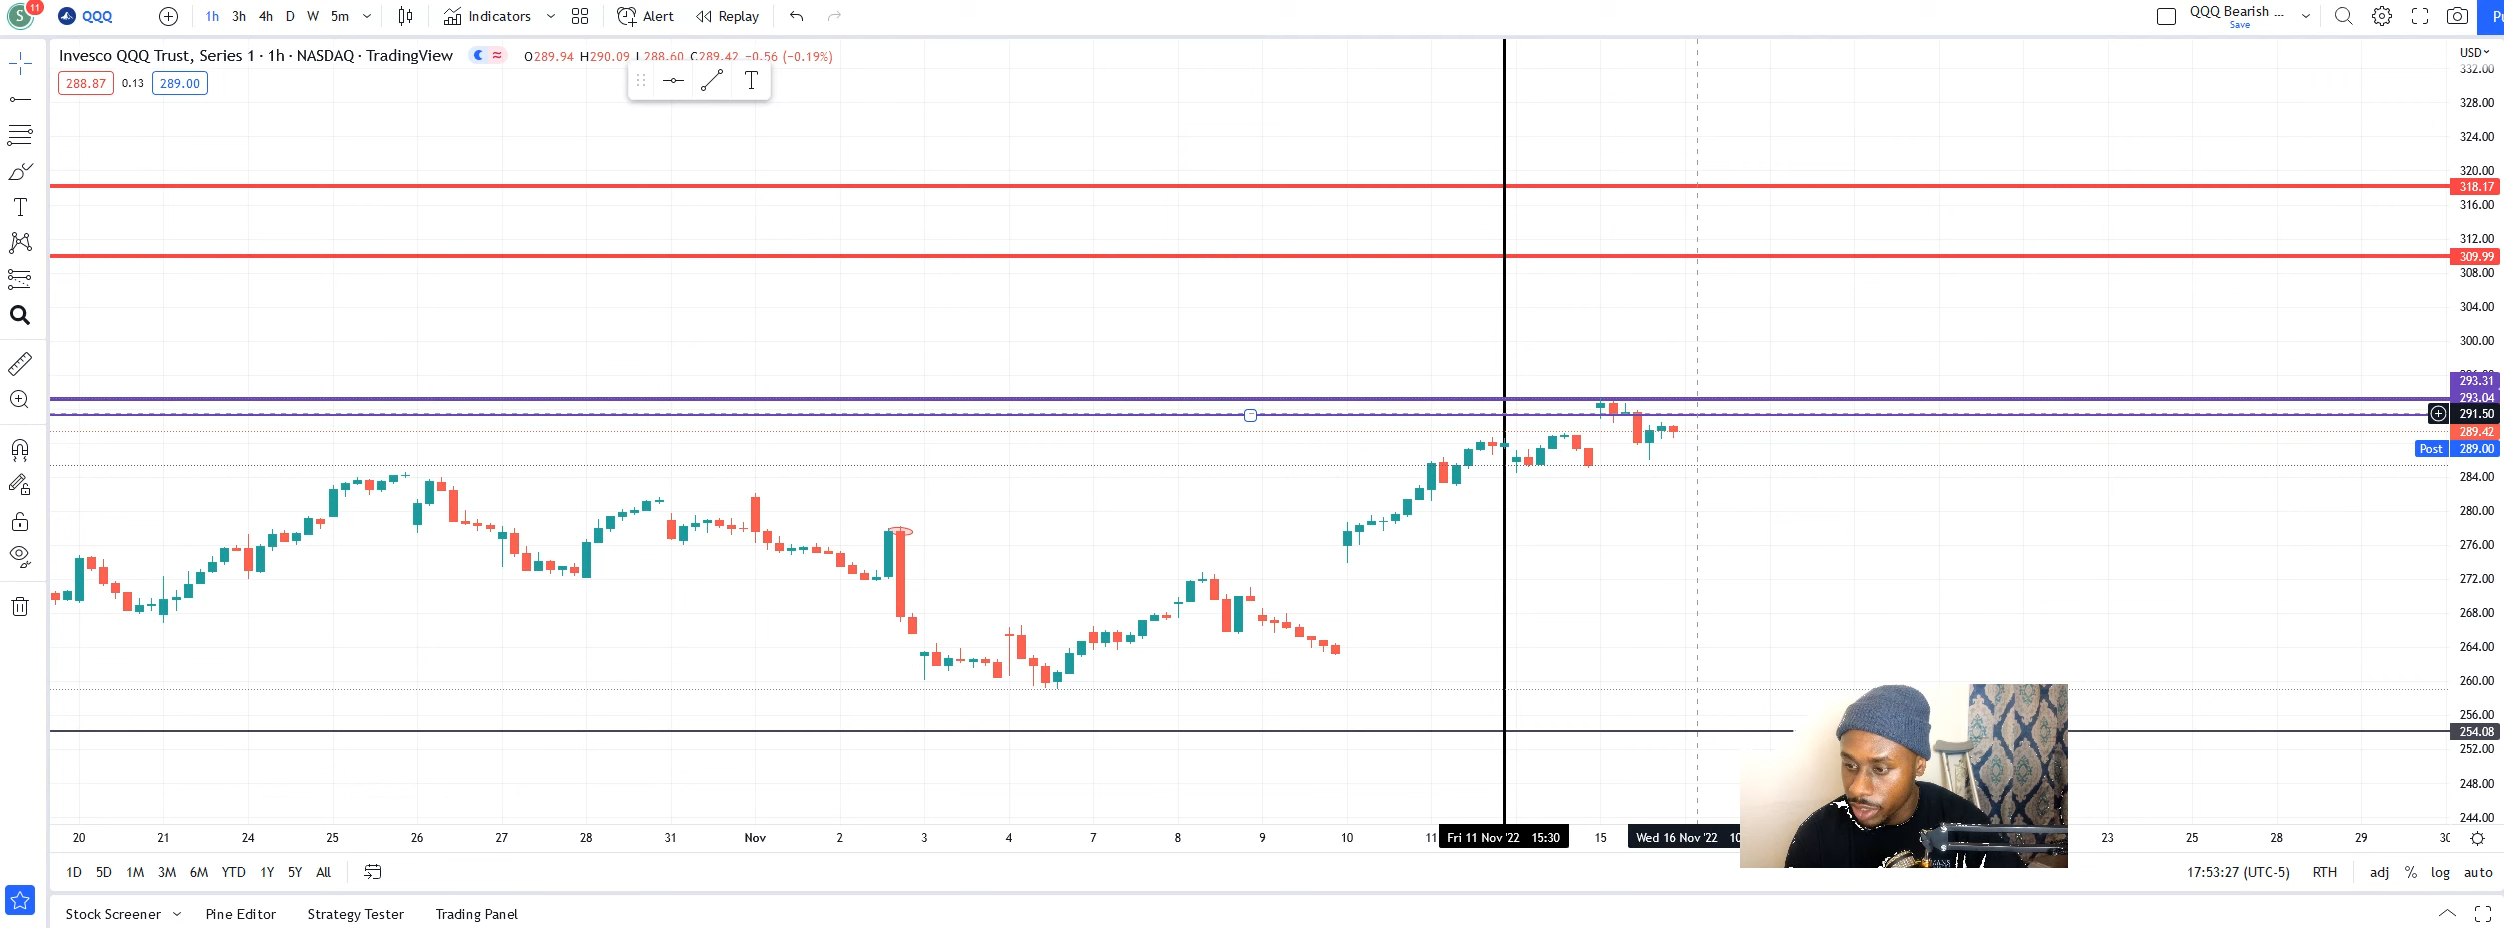 S 11 QQQ 1h 3h 4h D W 5m Indicators Alert Replay QQQ Bearish ...
Save
Invesco QQQ Trust, Series 1 · 1h · NASDAQ · TradingView O289.94 H290.09 L288.60 C289.42 −0.56 (−0.19%)
288.87 0.13 289.00
T
T
USD
332.00
328.00
324.00
320.00
318.17
316.00
312.00
309.99
308.00
304.00
300.00
293.31
293.04
291.50
289.42
Post 289.00
284.00
280.00
276.00
272.00
268.00
264.00
260.00
256.00
254.08
252.00
248.00
244.00
20 21 24 25 26 27 28 31 Nov 2 3 4 7 8 9 10 11 Fri 11 Nov '22 15:30 15 Wed 16 Nov '22 10 23 25 28 29
1D 5D 1M 3M 6M YTD 1Y 5Y All 17:53:27 (UTC-5) RTH adj % log auto
Stock Screener Pine Editor Strategy Tester Trading Panel